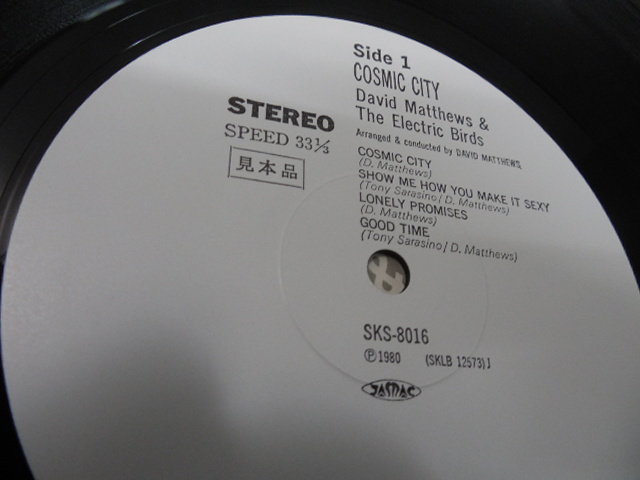 Side 1
COSMIC CITY
David Matthews &
The Electric Birds
Arranged & conducted by DAVID MATTHEWS
STEREO
SPEED 33⅓
見本品
COSMIC CITY
(D. Matthews)
SHOW ME HOW YOU MAKE IT SEXY
(Tony Sarasino / D. Matthews)
LONELY PROMISES
(D. Matthews)
GOOD TIME
(Tony Sarasino / D. Matthews)
SKS-8016
Ⓟ1980 (SKLB 12573) J
JASRAC